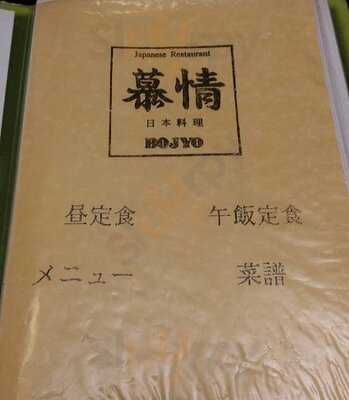 Japanese Restaurant
慕情
日本料理
BOJYO
昼定食 午飯定食
メニュー 菜譜